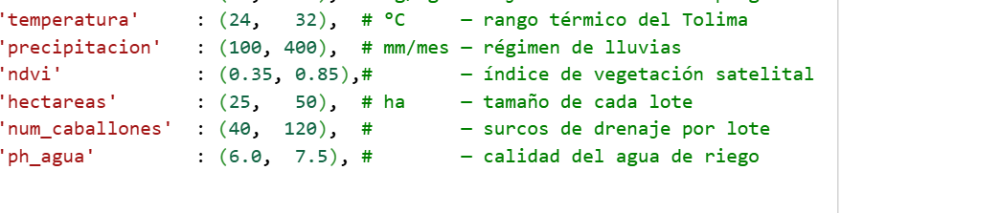 'temperatura'     : (24,   32),  # °C     — rango térmico del Tolima
'precipitacion'   : (100, 400),  # mm/mes — régimen de lluvias
'ndvi'            : (0.35, 0.85),#        — índice de vegetación satelital
'hectareas'       : (25,   50),  # ha     — tamaño de cada lote
'num_caballones'  : (40,  120),  #        — surcos de drenaje por lote
'ph_agua'         : (6.0,  7.5), #        — calidad del agua de riego